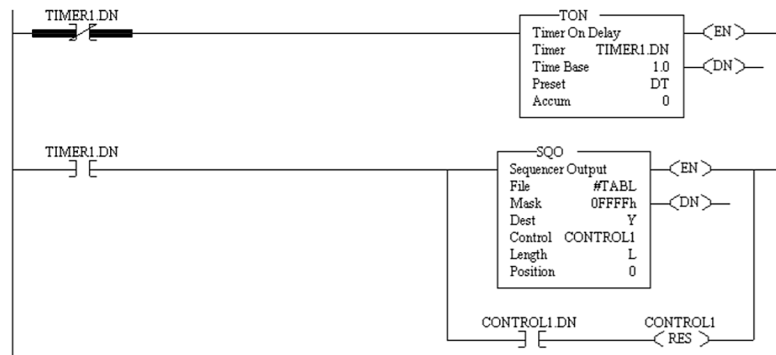 TIMER1.DN
TON
Timer On Delay
Timer TIMER1.DN
Time Base 1.0
Preset DT
Accum 0
EN
DN
TIMER1.DN
SQO
Sequencer Output
File #TABL
Mask 0FFFFh
Dest Y
Control CONTROL1
Length L
Position 0
EN
DN
CONTROL1.DN
CONTROL1
RES